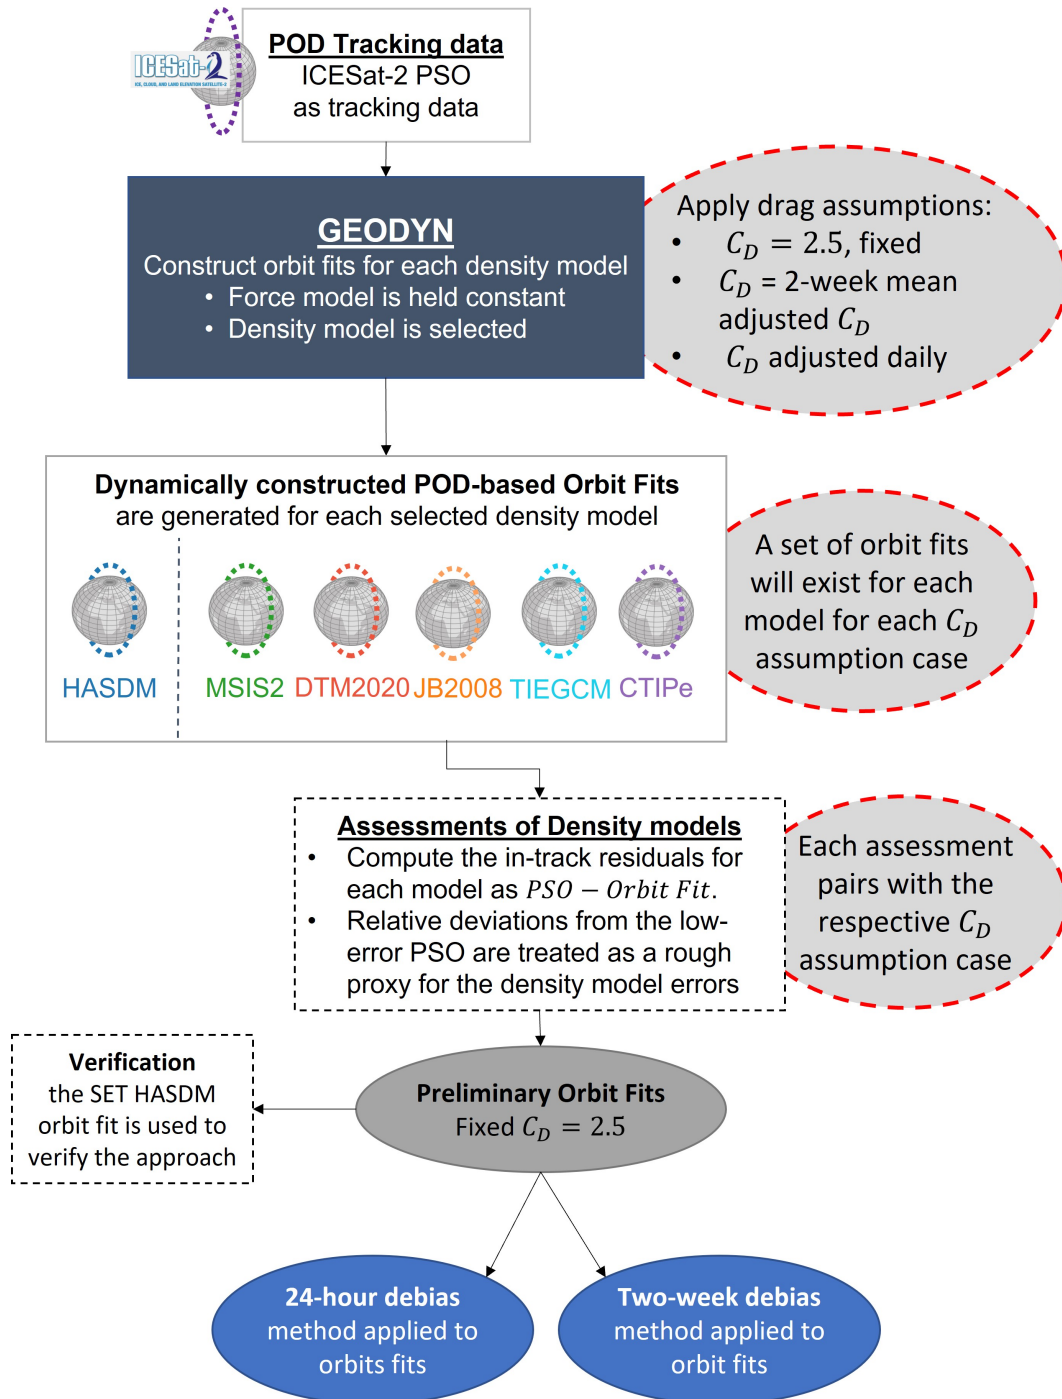 POD Tracking data
ICESat-2 PSO
as tracking data
ICESat-2
ICE, CLOUD, AND LAND ELEVATION SATELLITE-2
GEODYN
Construct orbit fits for each density model
• Force model is held constant
• Density model is selected
Apply drag assumptions:
• C_D = 2.5, fixed
• C_D = 2-week mean
adjusted C_D
• C_D adjusted daily
Dynamically constructed POD-based Orbit Fits
are generated for each selected density model
HASDM MSIS2 DTM2020 JB2008 TIEGCM CTIPe
A set of orbit fits
will exist for each
model for each C_D
assumption case
Assessments of Density models
• Compute the in-track residuals for
each model as PSO – Orbit Fit.
• Relative deviations from the low-
error PSO are treated as a rough
proxy for the density model errors
Each assessment
pairs with the
respective C_D
assumption case
Verification
the SET HASDM
orbit fit is used to
verify the approach
Preliminary Orbit Fits
Fixed C_D = 2.5
24-hour debias
method applied to
orbits fits
Two-week debias
method applied to
orbit fits